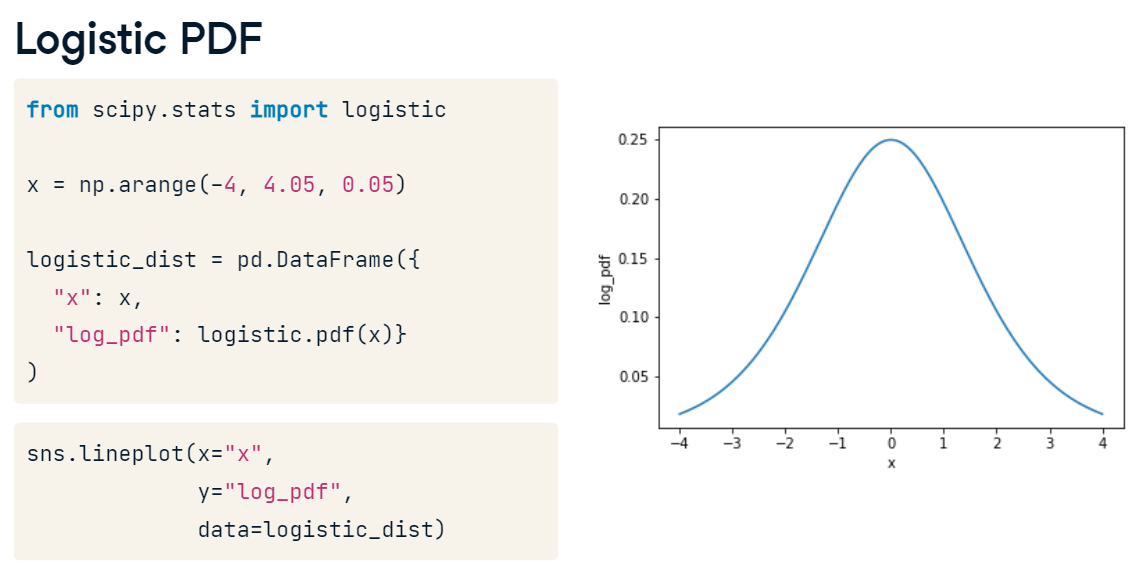 Logistic PDF
from scipy.stats import logistic
x = np.arange(-4, 4.05, 0.05)
logistic_dist = pd.DataFrame({
"x": x,
"log_pdf": logistic.pdf(x)}
)
sns.lineplot(x="x",
y="log_pdf",
data=logistic_dist)
0.25
0.20
0.15
0.10
0.05
log_pdf
−4 −3 −2 −1 0 1 2 3 4
x